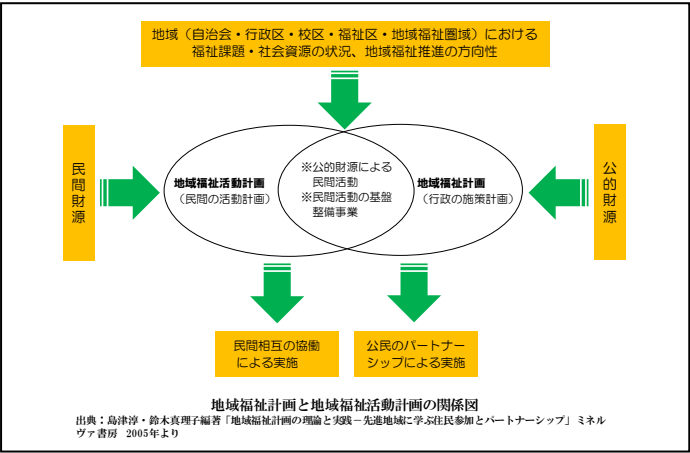 地域（自治会・行政区・校区・福祉区・地域福祉圏域）における
福祉課題・社会資源の状況、地域福祉推進の方向性
民間財源
地域福祉活動計画
（民間の活動計画）
※公的財源による
民間活動
※民間活動の基盤
整備事業
地域福祉計画
（行政の施策計画）
公的財源
民間相互の協働
による実施
公民のパートナー
シップによる実施
地域福祉計画と地域福祉活動計画の関係図
出典：島津淳・鈴木真理子編著「地域福祉計画の理論と実践－先進地域に学ぶ住民参加とパートナーシップ」ミネル
ヴァ書房 2005年より